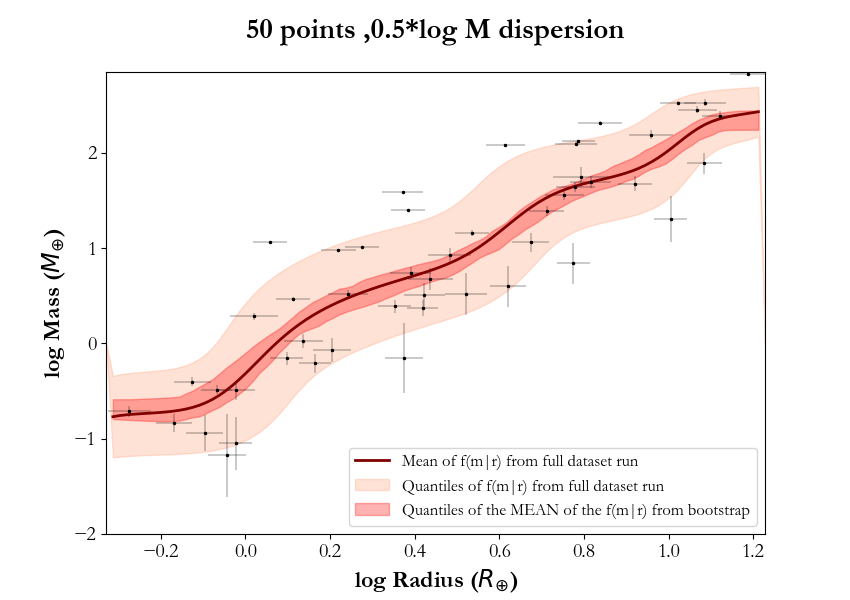 50 points ,0.5*log M dispersion
log Mass (M⊕)
2
1
0
−1
−2
Mean of f(m|r) from full dataset run
Quantiles of f(m|r) from full dataset run
Quantiles of the MEAN of the f(m|r) from bootstrap
−0.2 0.0 0.2 0.4 0.6 0.8 1.0 1.2
log Radius (R⊕)